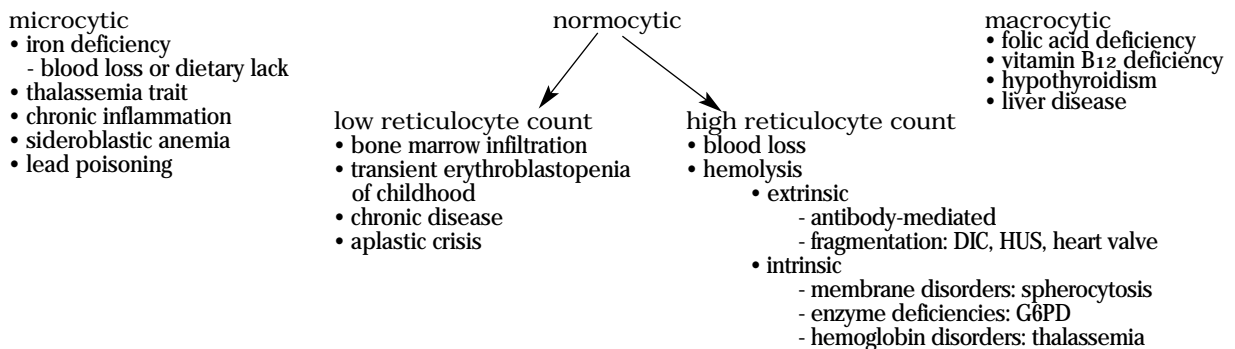 microcytic
• iron deficiency
- blood loss or dietary lack
• thalassemia trait
• chronic inflammation
• sideroblastic anemia
• lead poisoning
normocytic
low reticulocyte count
• bone marrow infiltration
• transient erythroblastopenia
of childhood
• chronic disease
• aplastic crisis
high reticulocyte count
• blood loss
• hemolysis
• extrinsic
- antibody-mediated
- fragmentation: DIC, HUS, heart valve
• intrinsic
- membrane disorders: spherocytosis
- enzyme deficiencies: G6PD
- hemoglobin disorders: thalassemia
macrocytic
• folic acid deficiency
• vitamin B12 deficiency
• hypothyroidism
• liver disease